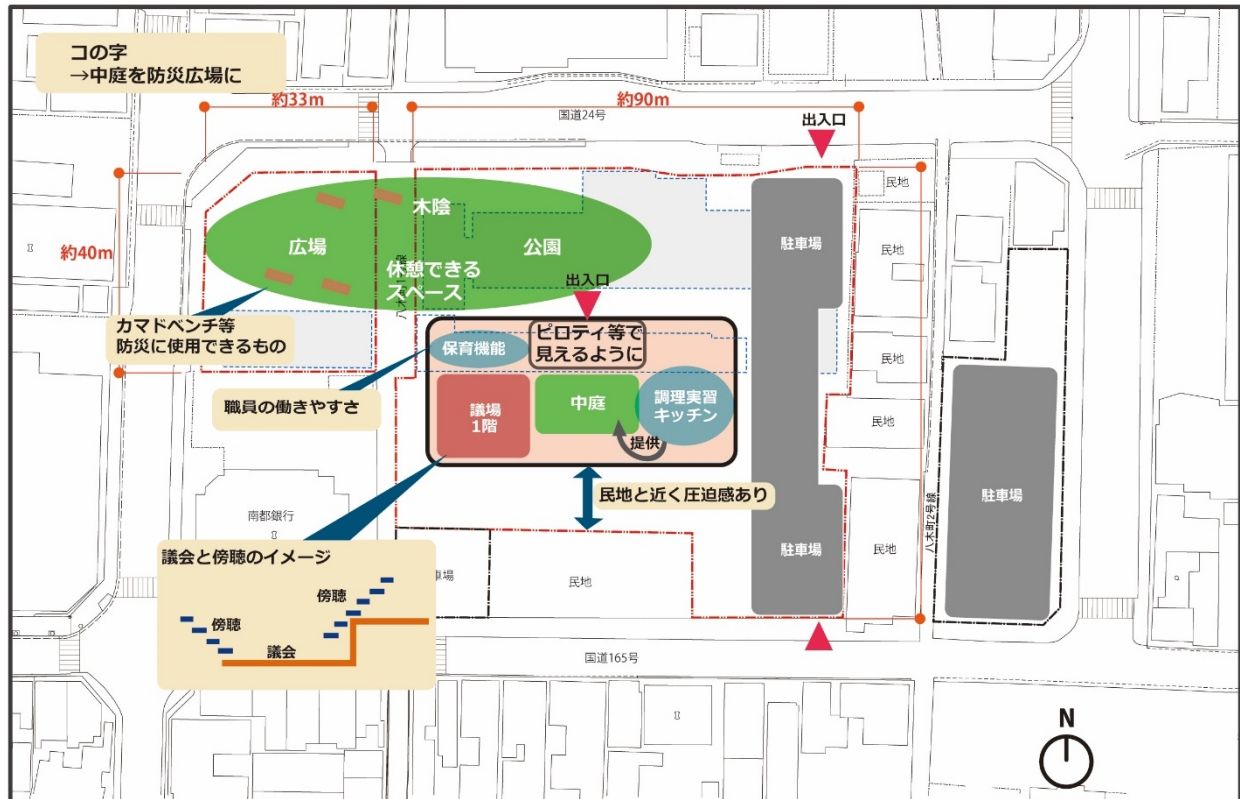 コの字
→中庭を防災広場に
約33m
約90m
国道24号
出入口
民地
木陰
駐車場
民地
約40m
広場
公園
休憩できる
スペース
出入口
カマドベンチ等
防災に使用できるもの
保育機能
ピロティ等で
見えるように
民地
職員の働きやすさ
議場
1階
中庭
調理実習
キッチン
提供
民地
駐車場
八木町2号線
民地と近く圧迫感あり
南都銀行
駐車場
民地
民地
議会と傍聴のイメージ
車場
傍聴
傍聴
議会
国道165号
N